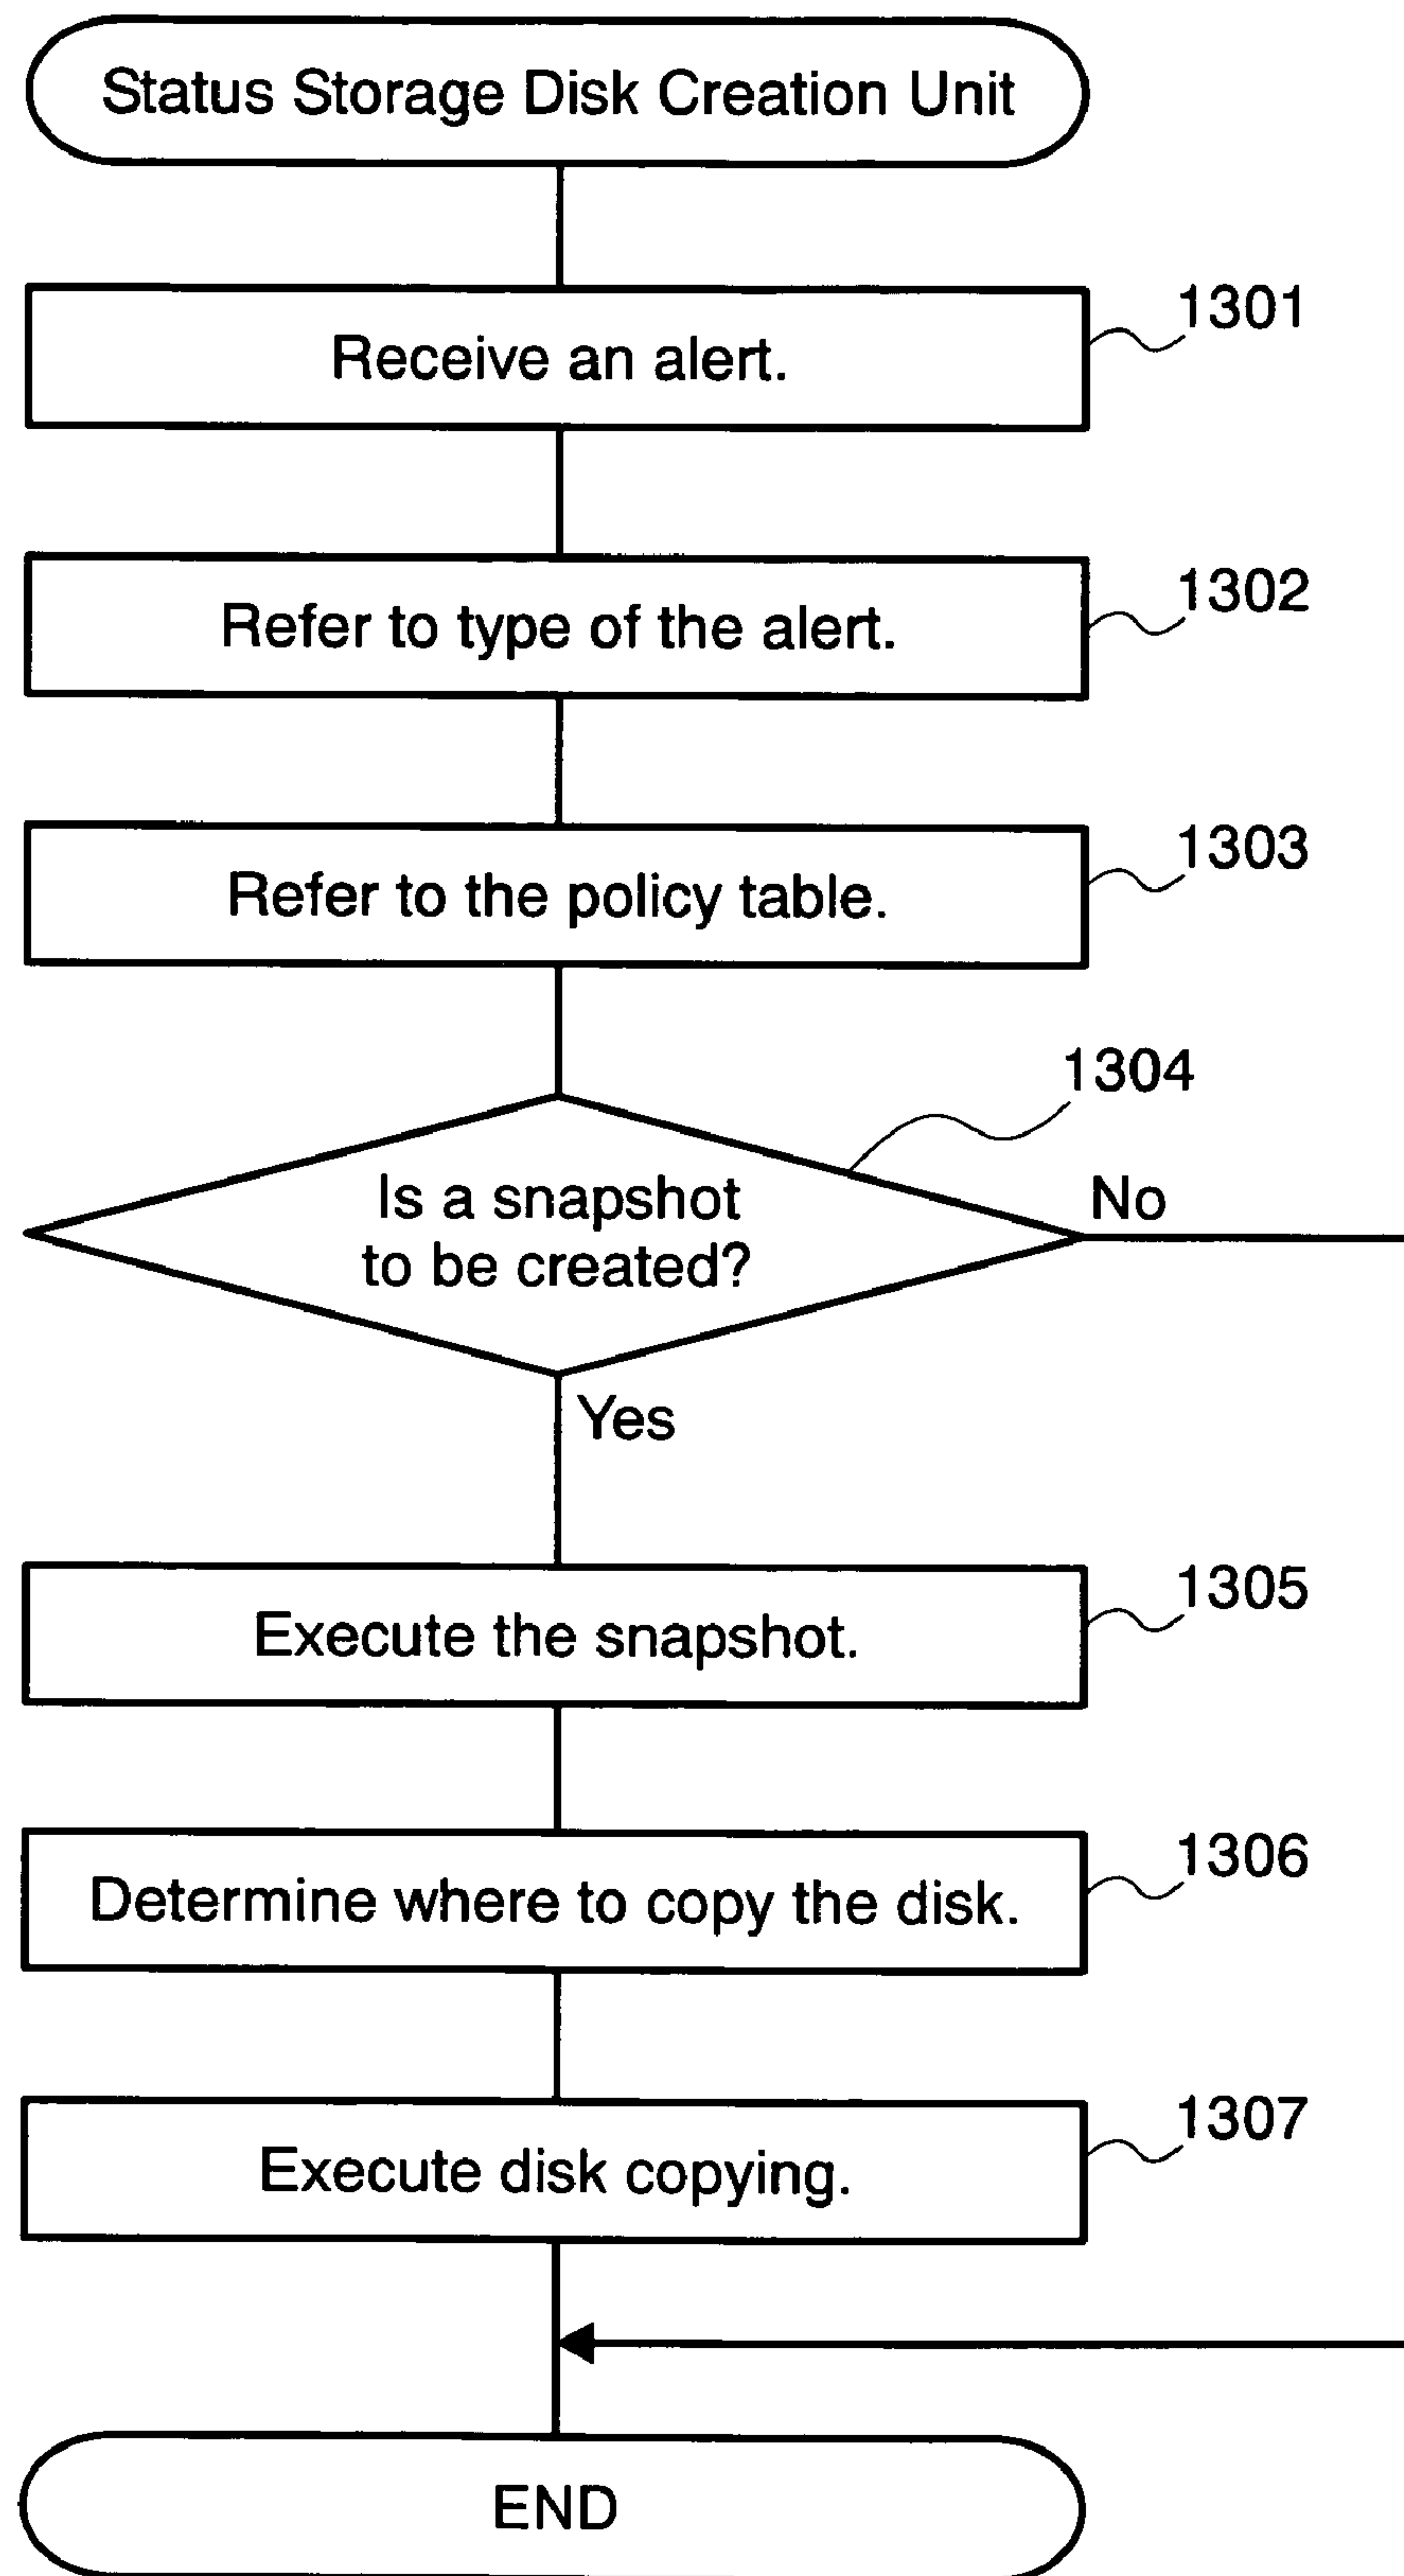 Status Storage Disk Creation Unit
1301
Receive an alert.
1302
Refer to type of the alert.
1303
Refer to the policy table.
1304
Is a snapshot
to be created?
No
Yes
1305
Execute the snapshot.
1306
Determine where to copy the disk.
1307
Execute disk copying.
END